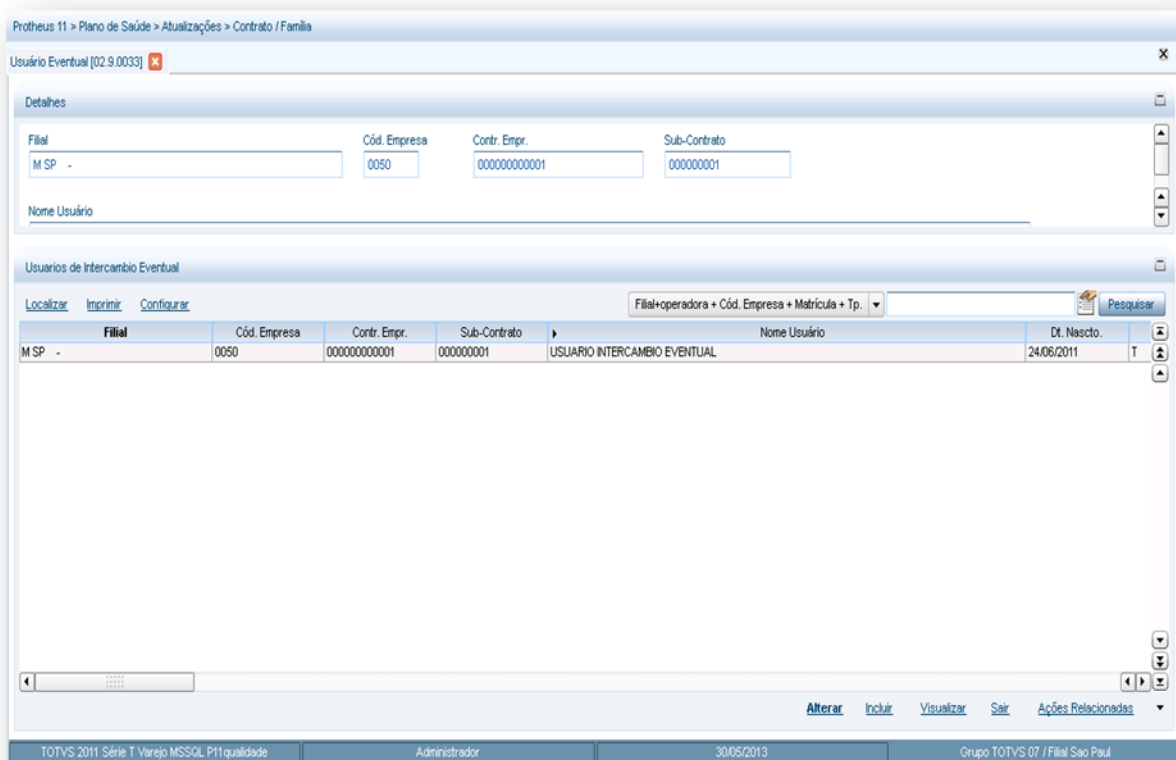 Protheus 11 > Plano de Saúde > Atualizações > Contrato / Família
Usuário Eventual [02.9.0033]
Detalhes
Filial Cód. Empresa Contr. Empr. Sub-Contrato
M SP - 0050 000000000001 000000001
Nome Usuário
Usuarios de Intercambio Eventual
Localizar Imprimir Configurar Filial+operadora + Cód. Empresa + Matrícula + Tp. Pesquisar
Filial Cód. Empresa Contr. Empr. Sub-Contrato Nome Usuário Dt. Nascto.
M SP - 0050 000000000001 000000001 USUARIO INTERCAMBIO EVENTUAL 24/06/2011 T
Alterar Incluir Visualizar Sair Ações Relacionadas
TOTVS 2011 Série T Varejo MSSQL P11qualidade Administrador 30/05/2013 Grupo TOTVS 07 / Filial Sao Paul